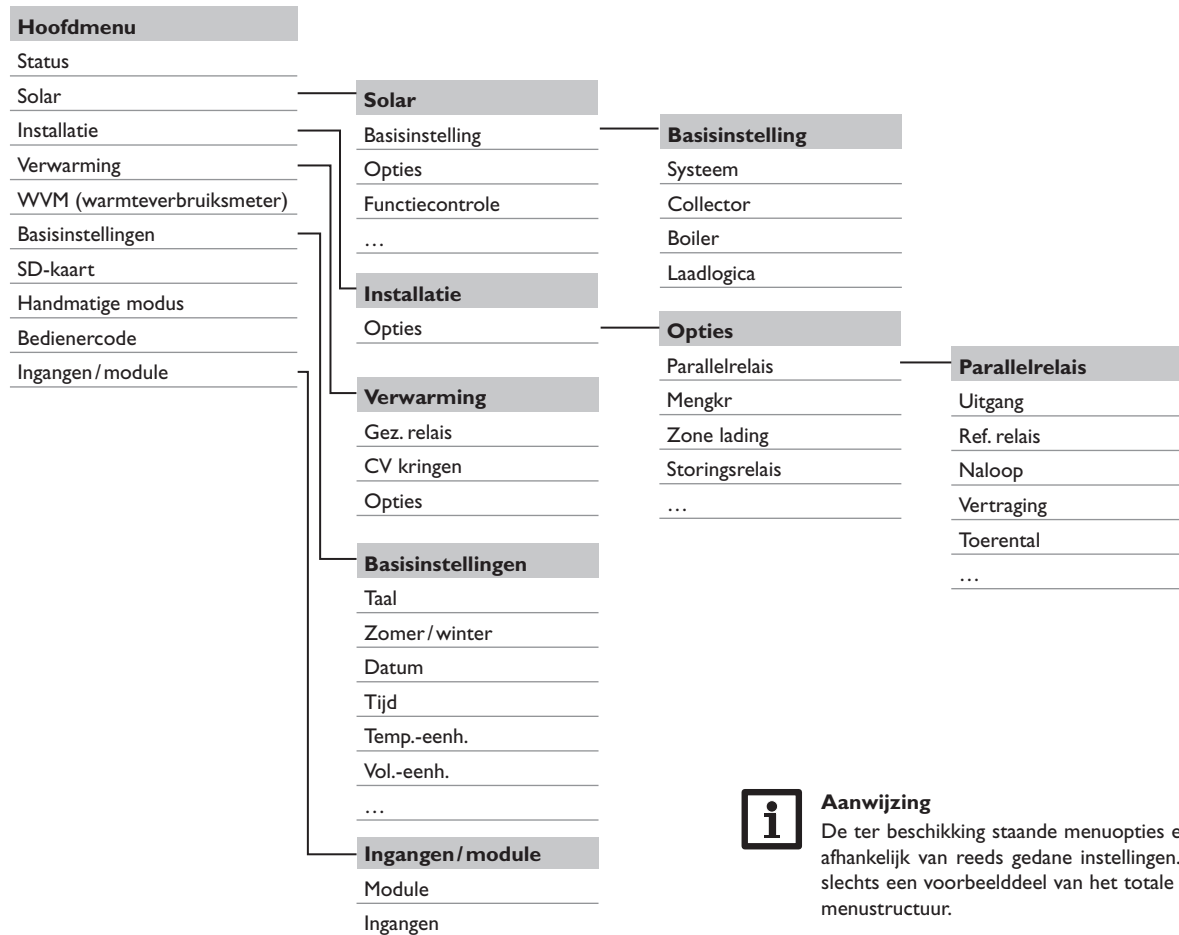 Hoofdmenu
Status
Solar
Installatie
Verwarming
WVM (warmteverbruiksmeter)
Basisinstellingen
SD-kaart
Handmatige modus
Bedienercode
Ingangen / module
Solar
Basisinstelling
Opties
Functiecontrole
…
Installatie
Opties
Verwarming
Gez. relais
CV kringen
Opties
Basisinstellingen
Taal
Zomer / winter
Datum
Tijd
Temp.-eenh.
Vol.-eenh.
…
Ingangen / module
Module
Ingangen
Basisinstelling
Systeem
Collector
Boiler
Laadlogica
Opties
Parallelrelais
Mengkr
Zone lading
Storingsrelais
…
Parallelrelais
Uitgang
Ref. relais
Naloop
Vertraging
Toerental
…
i
Aanwijzing
De ter beschikking staande menuopties e
afhankelijk van reeds gedane instellingen.
slechts een voorbeelddeel van het totale
menustructuur.